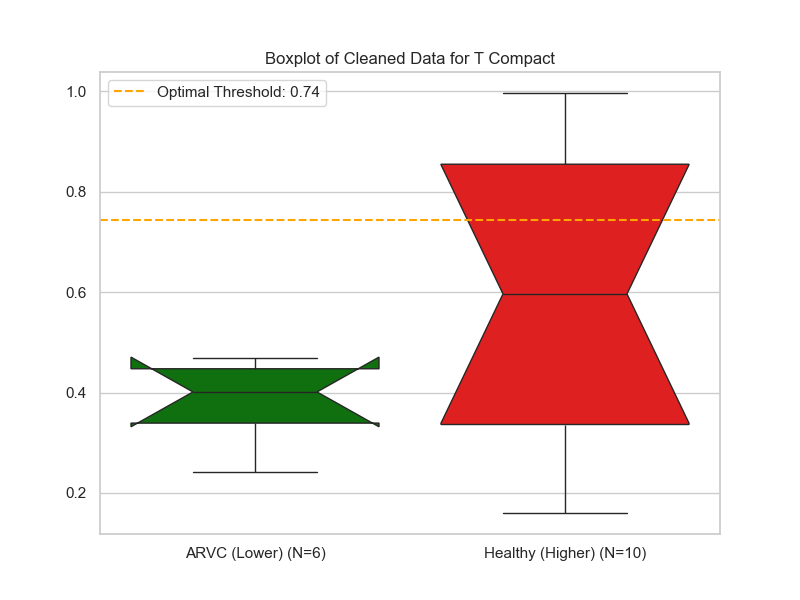 Boxplot of Cleaned Data for T Compact
Optimal Threshold: 0.74
1.0
0.8
0.6
0.4
0.2
ARVC (Lower) (N=6)
Healthy (Higher) (N=10)